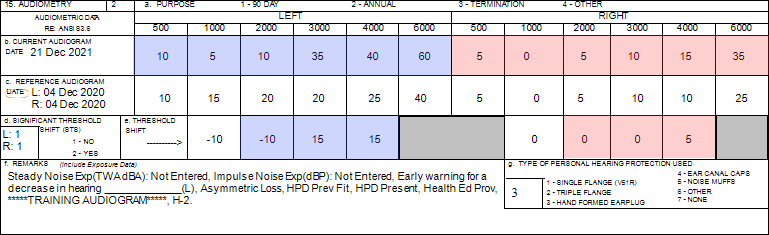 15. AUDIOMETRY 2 a. PURPOSE 1 - 90 DAY 2 - ANNUAL 3 - TERMINATION 4 - OTHER
AUDIOMETRIC DATA LEFT RIGHT
RE: ANSI S3.6 500 1000 2000 3000 4000 6000 500 1000 2000 3000 4000 6000
b. CURRENT AUDIOGRAM
DATE 21 Dec 2021 10 5 10 35 40 60 5 0 5 10 15 35
c. REFERENCE AUDIOGRAM
DATE: L: 04 Dec 2020
R: 04 Dec 2020 10 15 20 20 25 40 5 0 5 10 10 25
d. SIGNIFICANT THRESHOLD e. THRESHOLD
L: 1 SHIFT (STS) SHIFT
R: 1 1 - NO ----------> -10 -10 15 15 0 0 0 5
2 - YES
f. REMARKS (Include Exposure Data) g. TYPE OF PERSONAL HEARING PROTECTION USED
Steady Noise Exp(TWA dBA): Not Entered, Impulse Noise Exp(dBP): Not Entered, Early warning for a
decrease in hearing _______________(L), Asymmetric Loss, HPD Prev Fit, HPD Present, Health Ed Prov,
*****TRAINING AUDIOGRAM*****, H-2.
3
1 - SINGLE FLANGE (V51R)
2 - TRIPLE FLANGE
3 - HAND FORMED EARPLUG
4 - EAR CANAL CAPS
5 - NOISE MUFFS
6 - OTHER
7 - NONE